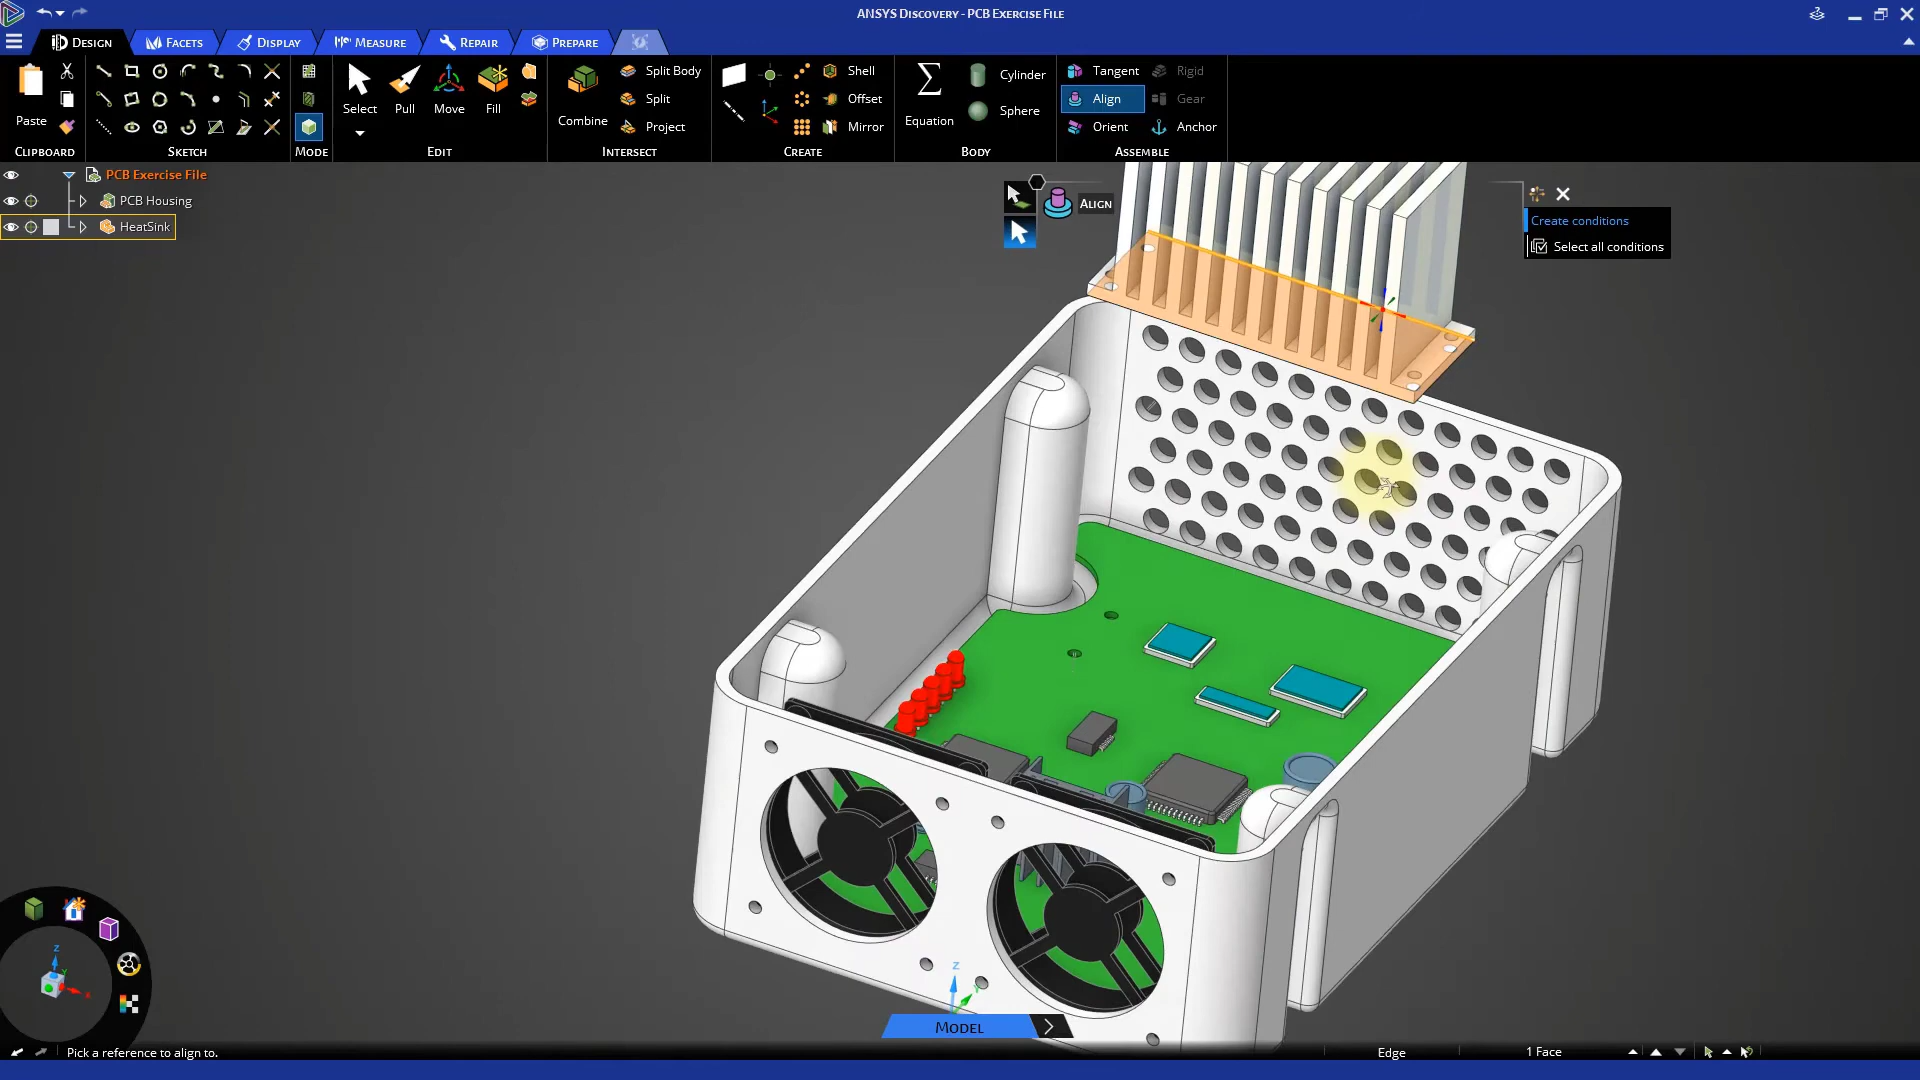 ANSYS Discovery - PCB Exercise File
Design
Facets
Display
Measure
Repair
Prepare
Paste
Clipboard
Sketch
Mode
Select
Pull
Move
Fill
Edit
Combine
Split Body
Split
Project
Intersect
Shell
Offset
Mirror
Create
Equation
Cylinder
Sphere
Body
Tangent
Align
Orient
Rigid
Gear
Anchor
Assemble
PCB Exercise File
PCB Housing
HeatSink
Align
Create conditions
Select all conditions
Z
X
Y
Z
Y
Model
Pick a reference to align to.
Edge
1 Face